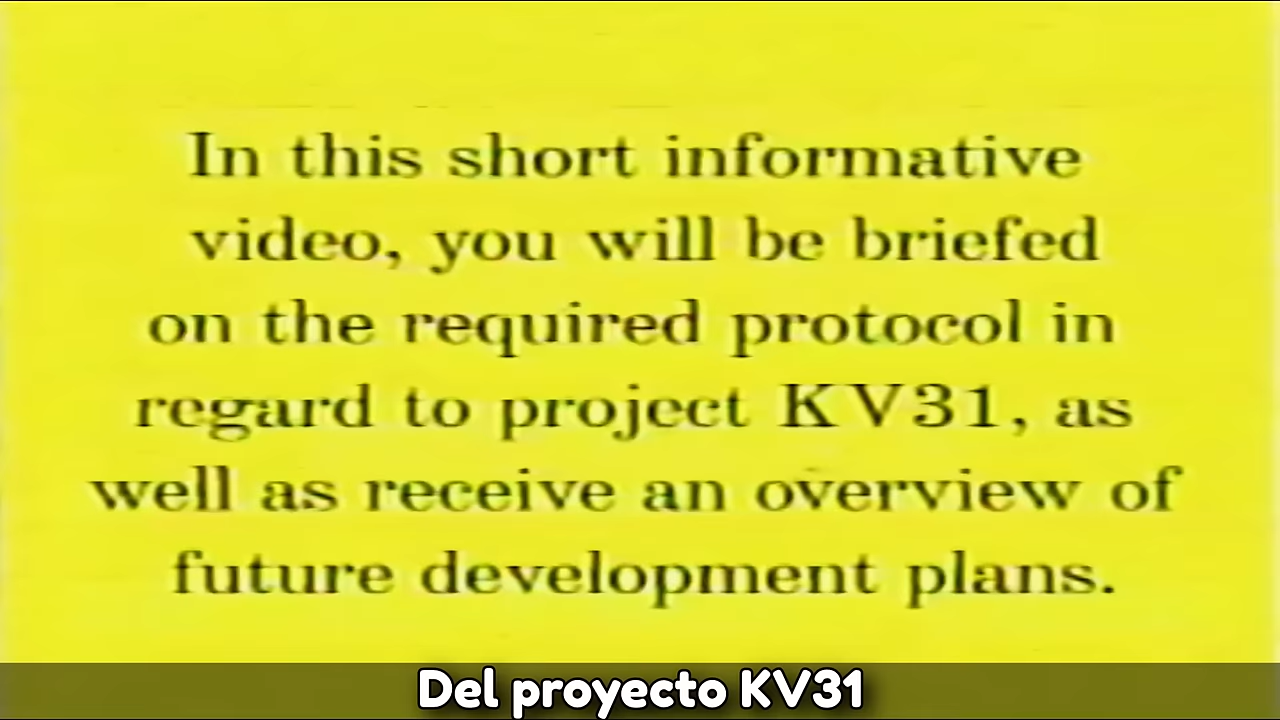 In this short informative
video, you will be briefed
on the required protocol in
regard to project KV31, as
well as receive an overview of
future development plans.
Del proyecto KV31